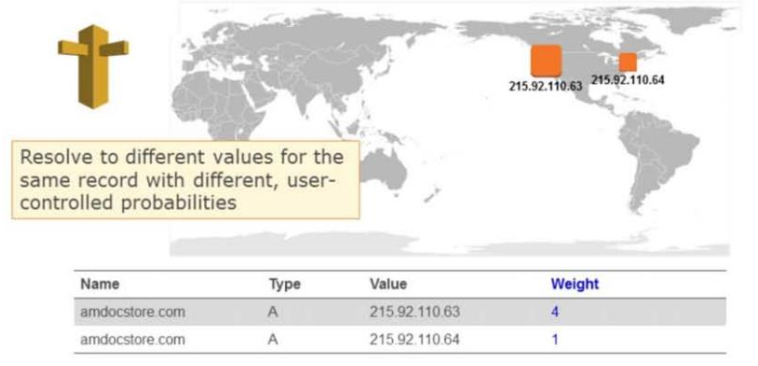 215.92.110.63 215.92.110.64
Resolve to different values for the
same record with different, user-
controlled probabilities
Name Type Value Weight
amdocstore.com A 215.92.110.63 4
amdocstore.com A 215.92.110.64 1